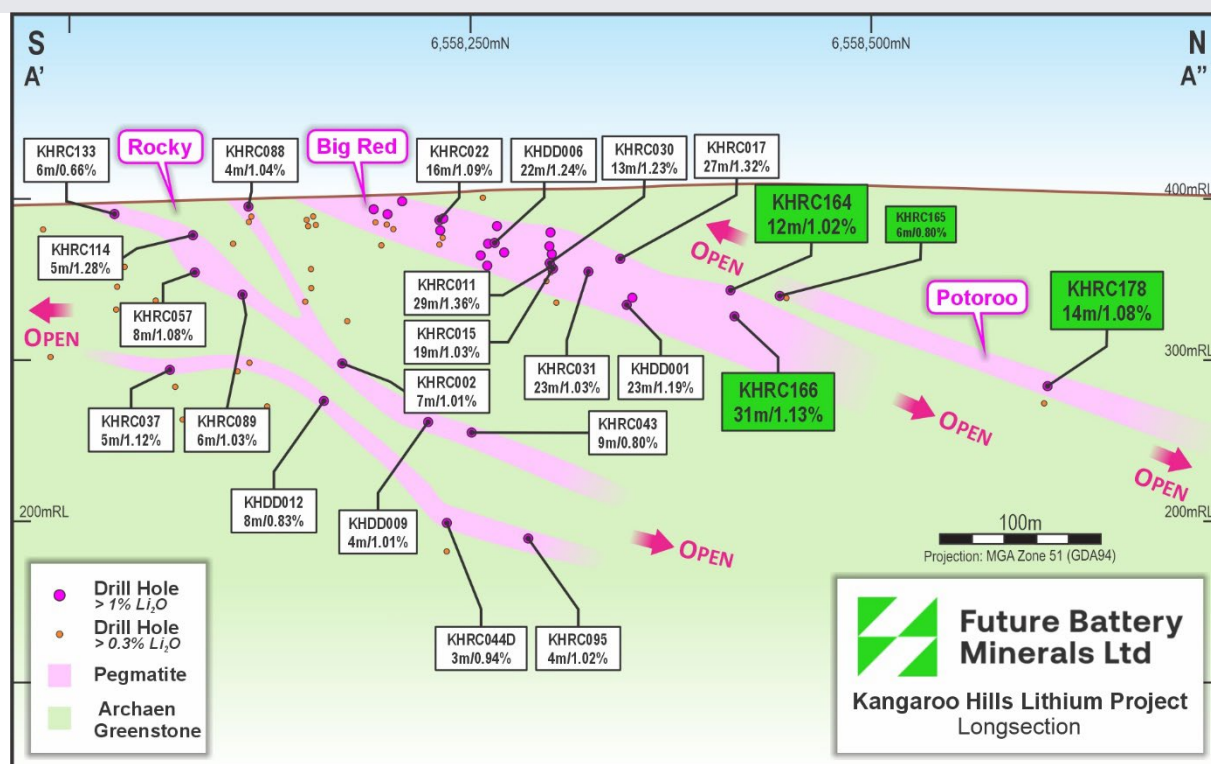 S
A'
6,558,250mN
6,558,500mN
N
A"
KHRC133
6m/0.66%
Rocky
KHRC088
4m/1.04%
Big Red
KHRC022
16m/1.09%
KHDD006
22m/1.24%
KHRC030
13m/1.23%
KHRC017
27m/1.32%
400mRL
KHRC164
12m/1.02%
KHRC165
6m/0.80%
OPEN
KHRC114
5m/1.28%
KHRC011
29m/1.36%
Potoroo
KHRC178
14m/1.08%
KHRC057
8m/1.08%
OPEN
KHRC015
19m/1.03%
300mRL
KHRC002
7m/1.01%
KHRC031
23m/1.03%
KHDD001
23m/1.19%
KHRC166
31m/1.13%
KHRC037
5m/1.12%
KHRC089
6m/1.03%
KHRC043
9m/0.80%
OPEN
OPEN
KHDD012
8m/0.83%
KHDD009
4m/1.01%
200mRL
200mRL
OPEN
100m
Projection: MGA Zone 51 (GDA94)
KHRC044D
3m/0.94%
KHRC095
4m/1.02%
Drill Hole
> 1% Li₂O
Drill Hole
> 0.3% Li₂O
Pegmatite
Archaen
Greenstone
Future Battery
Minerals Ltd
Kangaroo Hills Lithium Project
Longsection